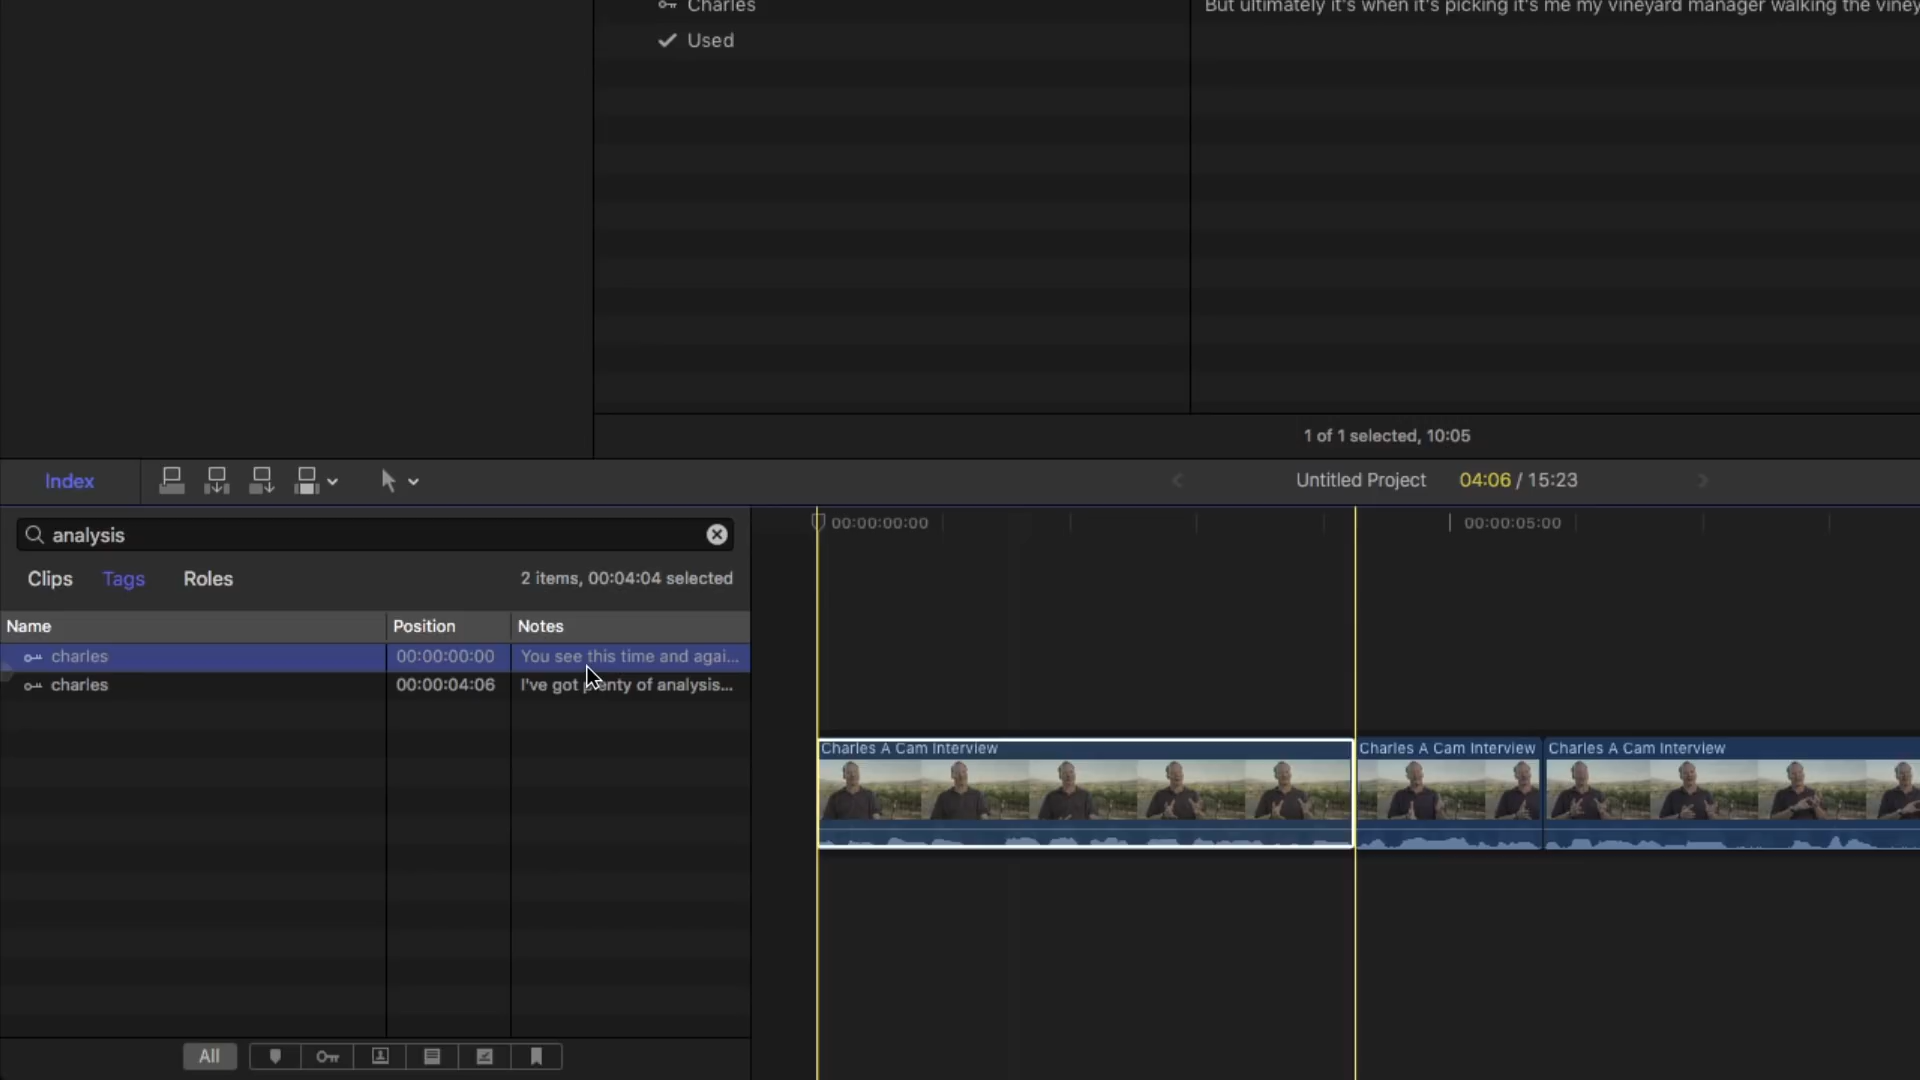 Charles
But ultimately it's when it's picking it's me my vineyard manager walking the viney
Used
1 of 1 selected, 10:05
Index
Untitled Project
04:06 / 15:23
analysis
00:00:00:00
00:00:05:00
Clips
Tags
Roles
2 items, 00:04:04 selected
Name
Position
Notes
charles
00:00:00:00
You see this time and agai...
charles
00:00:04:06
I've got plenty of analysis...
Charles A Cam Interview
Charles A Cam Interview
Charles A Cam Interview
All